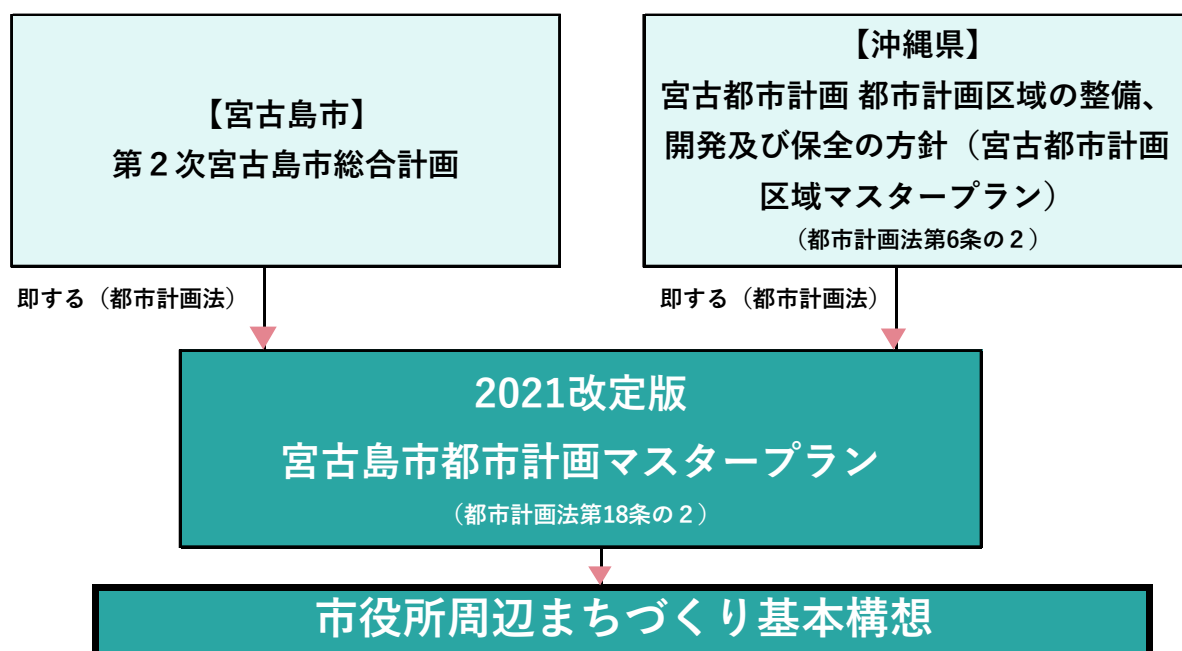 【宮古島市】
第２次宮古島市総合計画
【沖縄県】
宮古都市計画 都市計画区域の整備、
開発及び保全の方針（宮古都市計画
区域マスタープラン）
（都市計画法第6条の２）
即する（都市計画法）
即する（都市計画法）
2021改定版
宮古島市都市計画マスタープラン
（都市計画法第18条の２）
市役所周辺まちづくり基本構想